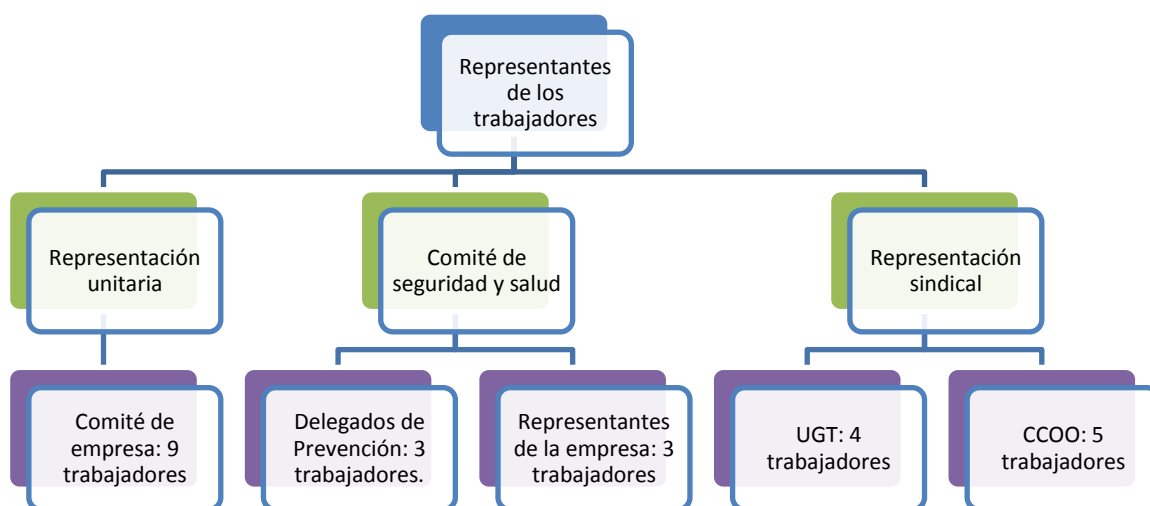 Representantes
de los
trabajadores
Representación
unitaria
Comité de
seguridad y salud
Representación
sindical
Comité de
empresa: 9
trabajadores
Delegados de
Prevención: 3
trabajadores.
Representantes
de la empresa: 3
trabajadores
UGT: 4
trabajadores
CCOO: 5
trabajadores